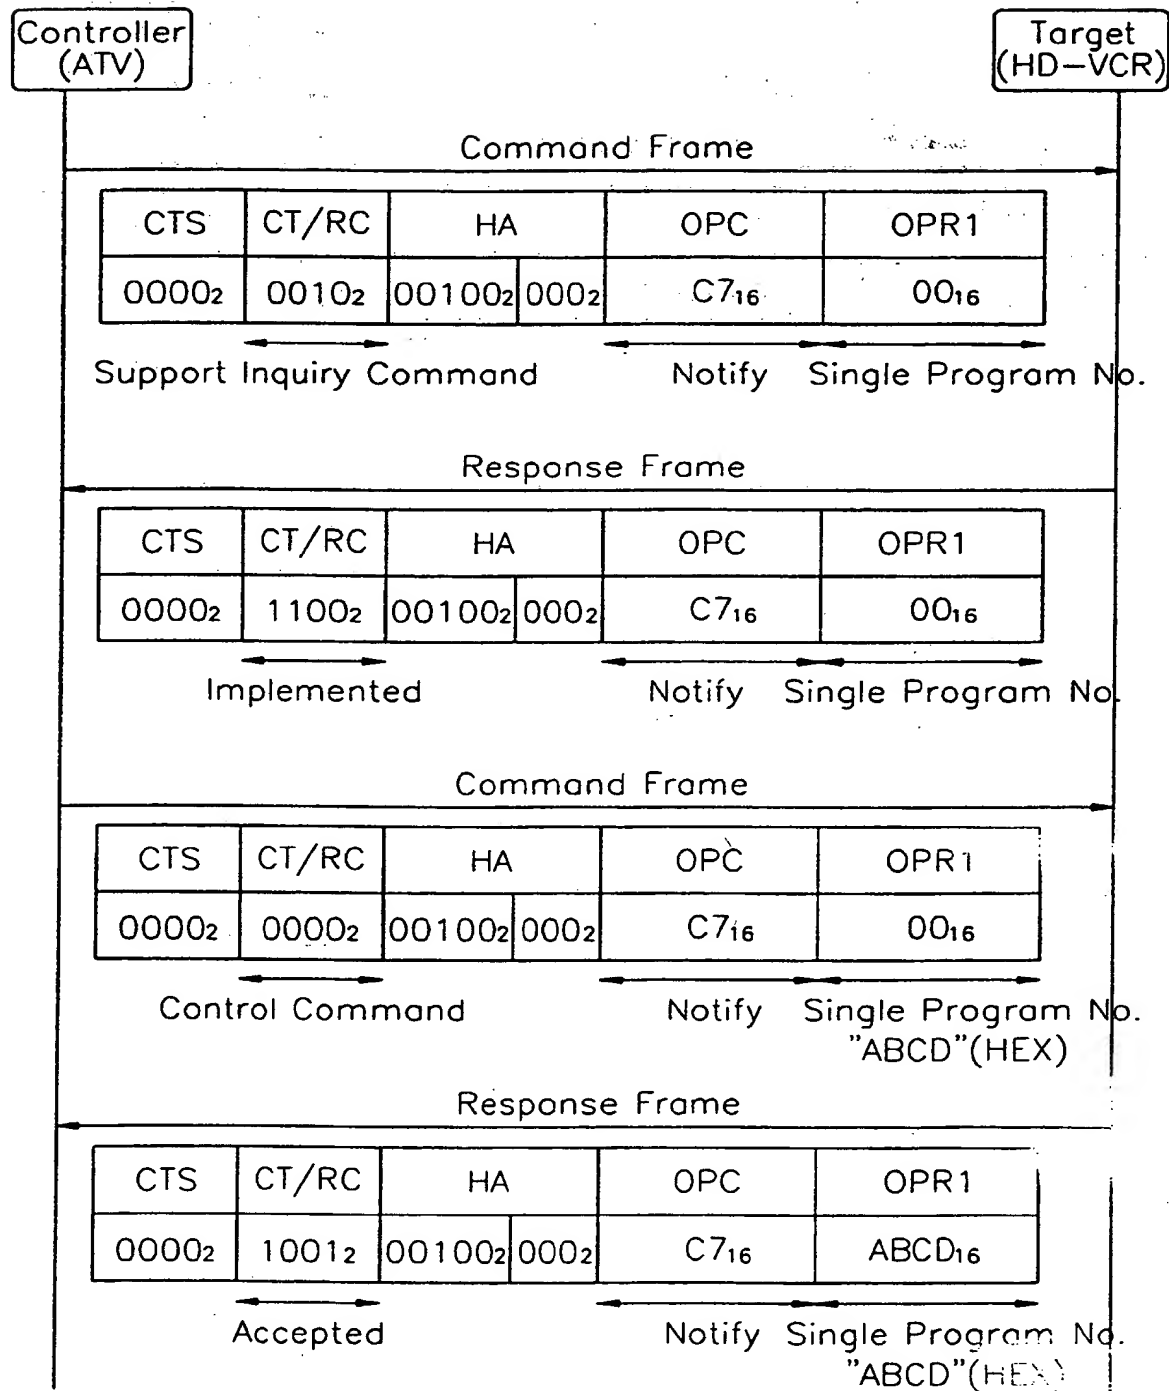 Controller
(ATV)
Target
(HD-VCR)
Command Frame
CTS CT/RC HA OPC OPR1
0000₂ 0010₂ 00100₂ 000₂ C7₁₆ 00₁₆
Support Inquiry Command Notify Single Program No.
Response Frame
CTS CT/RC HA OPC OPR1
0000₂ 1100₂ 00100₂ 000₂ C7₁₆ 00₁₆
Implemented Notify Single Program No.
Command Frame
CTS CT/RC HA OPC OPR1
0000₂ 0000₂ 00100₂ 000₂ C7₁₆ 00₁₆
Control Command Notify Single Program No.
"ABCD"(HEX)
Response Frame
CTS CT/RC HA OPC OPR1
0000₂ 1001₂ 00100₂ 000₂ C7₁₆ ABCD₁₆
Accepted Notify Single Program No.
"ABCD"(HEX)